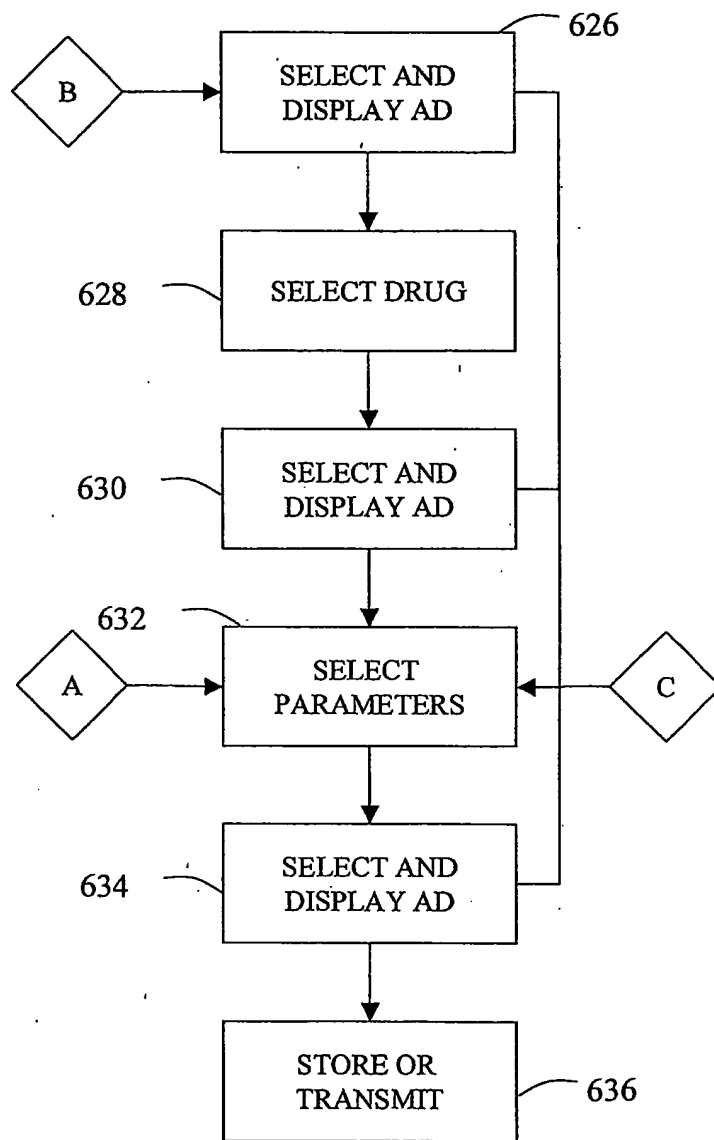 626
B
SELECT AND
DISPLAY AD
628
SELECT DRUG
630
SELECT AND
DISPLAY AD
632
A
SELECT
PARAMETERS
C
634
SELECT AND
DISPLAY AD
STORE OR
TRANSMIT
636